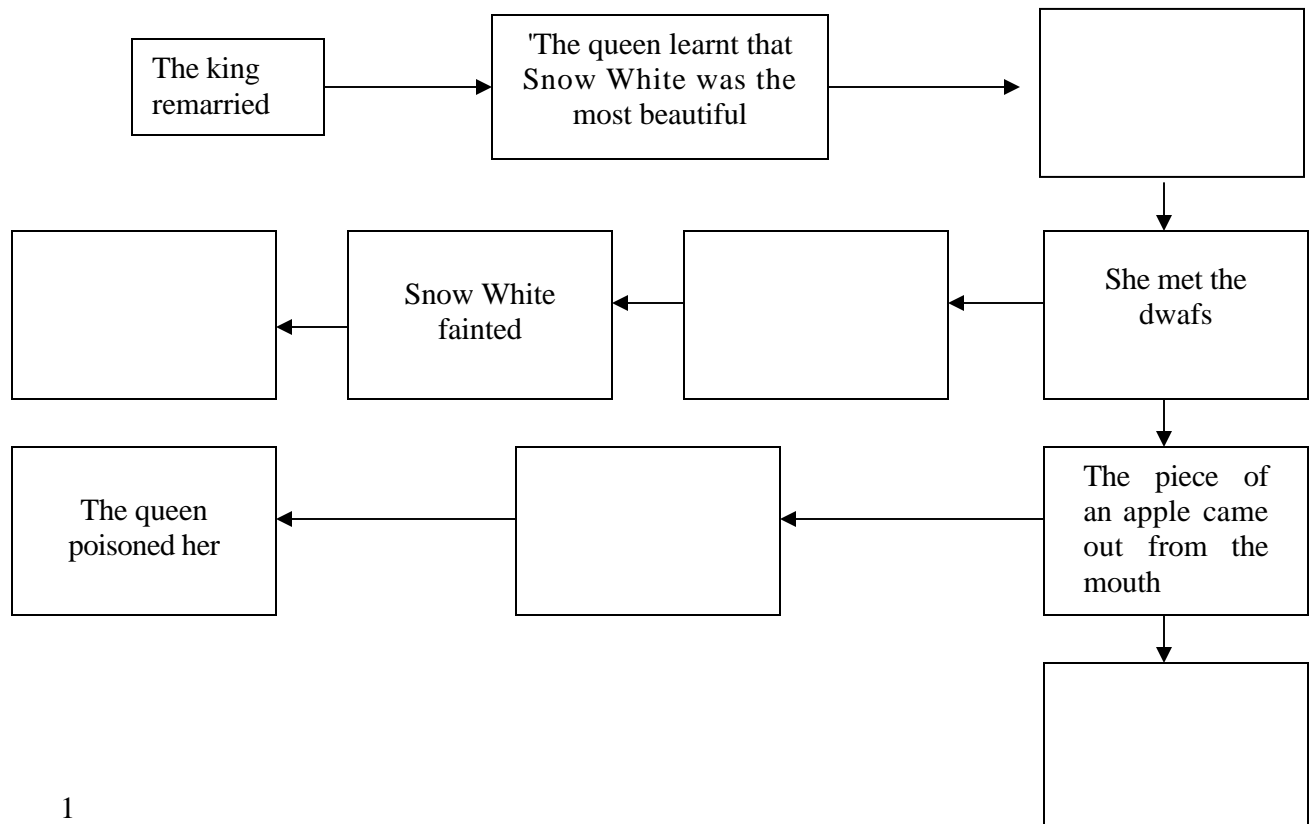 The king
remarried
'The queen learnt that
Snow White was the
most beautiful
Snow White
fainted
She met the
dwafs
The queen
poisoned her
The piece of
an apple came
out from the
mouth
1